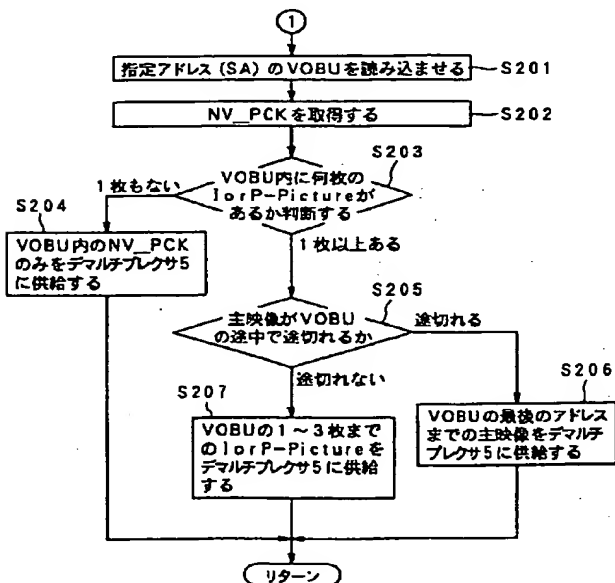 1
指定アドレス(SA)のVOBUを読み込ませる
S201
NV_PCKを取得する
S202
S203
VOBU内に何枚の
IorP-Pictureが
あるか判断する
1枚もない
S204
1枚以上ある
VOBU内のNV_PCK
のみをデマルチプレクサ5
に供給する
S205
主映像がVOBU
の途中で途切れるか
途切れる
途切れない
S206
S207
VOBUの最後のアドレス
までの主映像をデマルチ
プレクサ5に供給する
VOBUの1〜3枚まで
のIorP-Pictureを
デマルチプレクサ5に供給
する
リターン